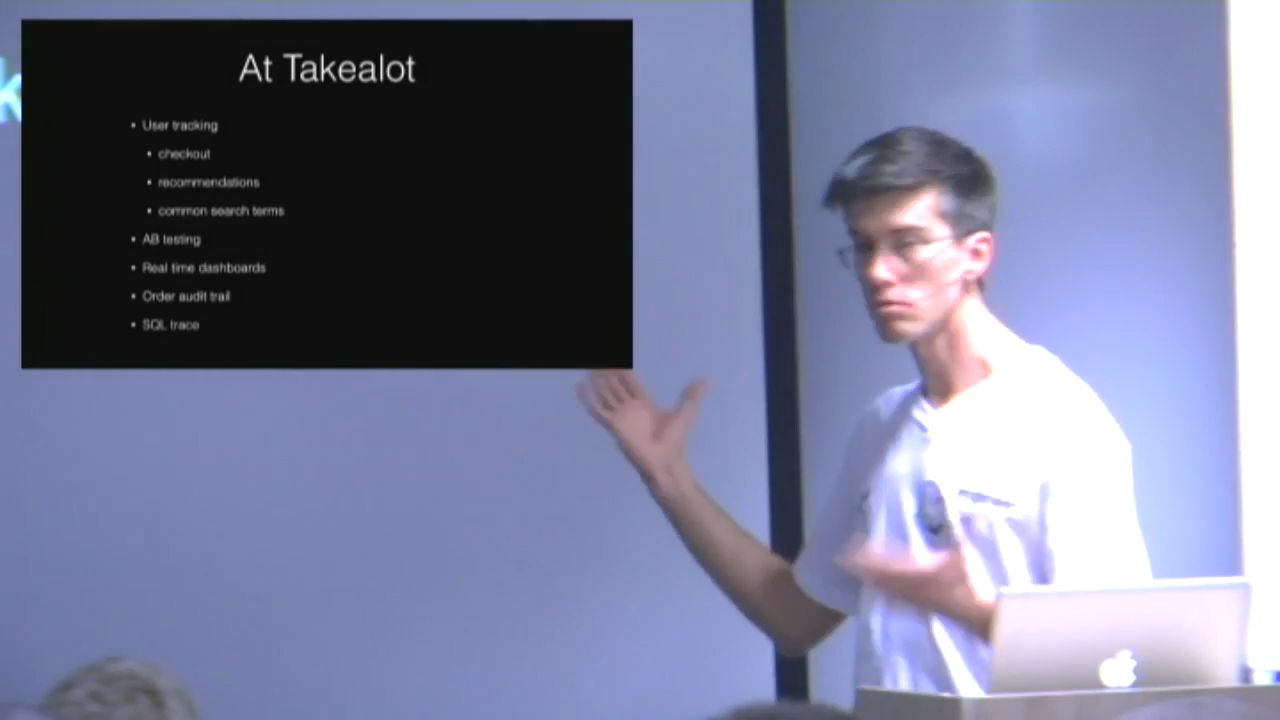 At Takealot
• User tracking
• checkout
• recommendations
• common search terms
• AB testing
• Real time dashboards
• Order audit trail
• SQL trace